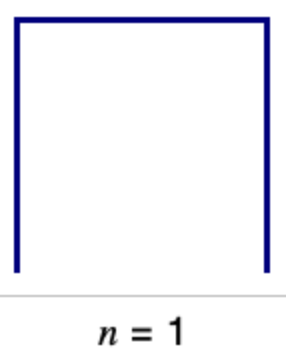 n = 1